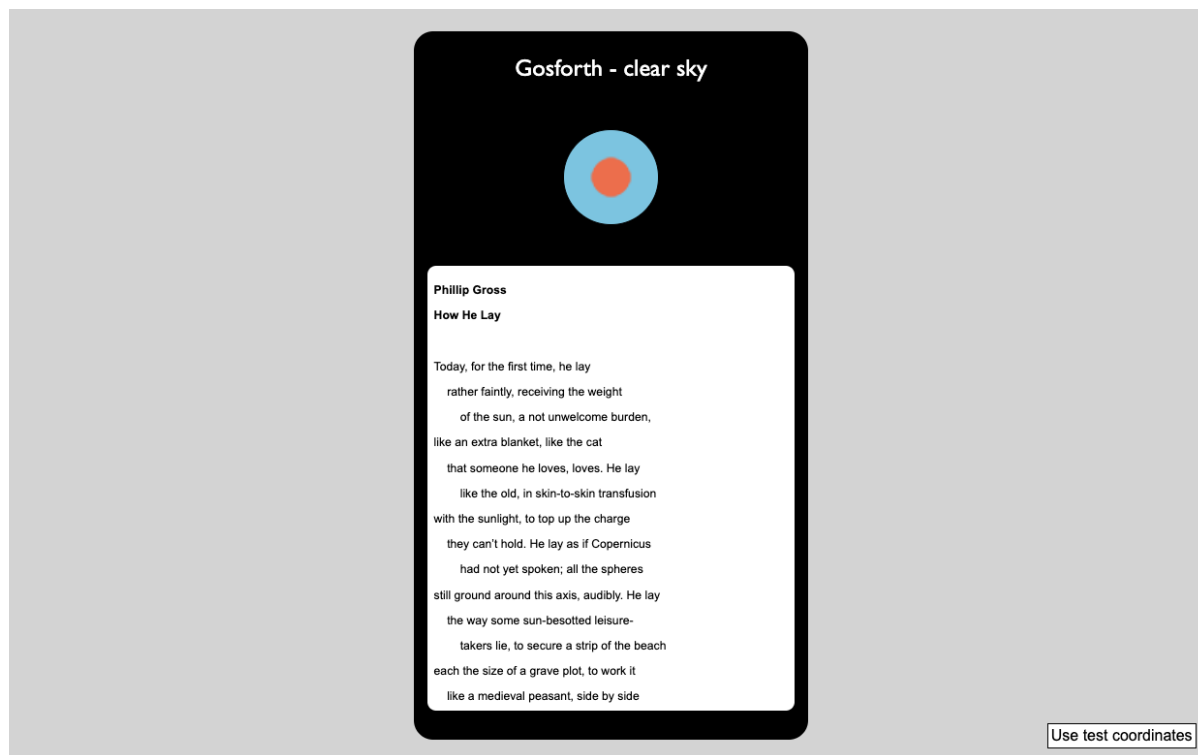 Gosforth - clear sky
Phillip Gross
How He Lay
Today, for the first time, he lay
rather faintly, receiving the weight
of the sun, a not unwelcome burden,
like an extra blanket, like the cat
that someone he loves, loves. He lay
like the old, in skin-to-skin transfusion
with the sunlight, to top up the charge
they can’t hold. He lay as if Copernicus
had not yet spoken; all the spheres
still ground around this axis, audibly. He lay
the way some sun-besotted leisure-
takers lie, to secure a strip of the beach
each the size of a grave plot, to work it
like a medieval peasant, side by side
Use test coordinates